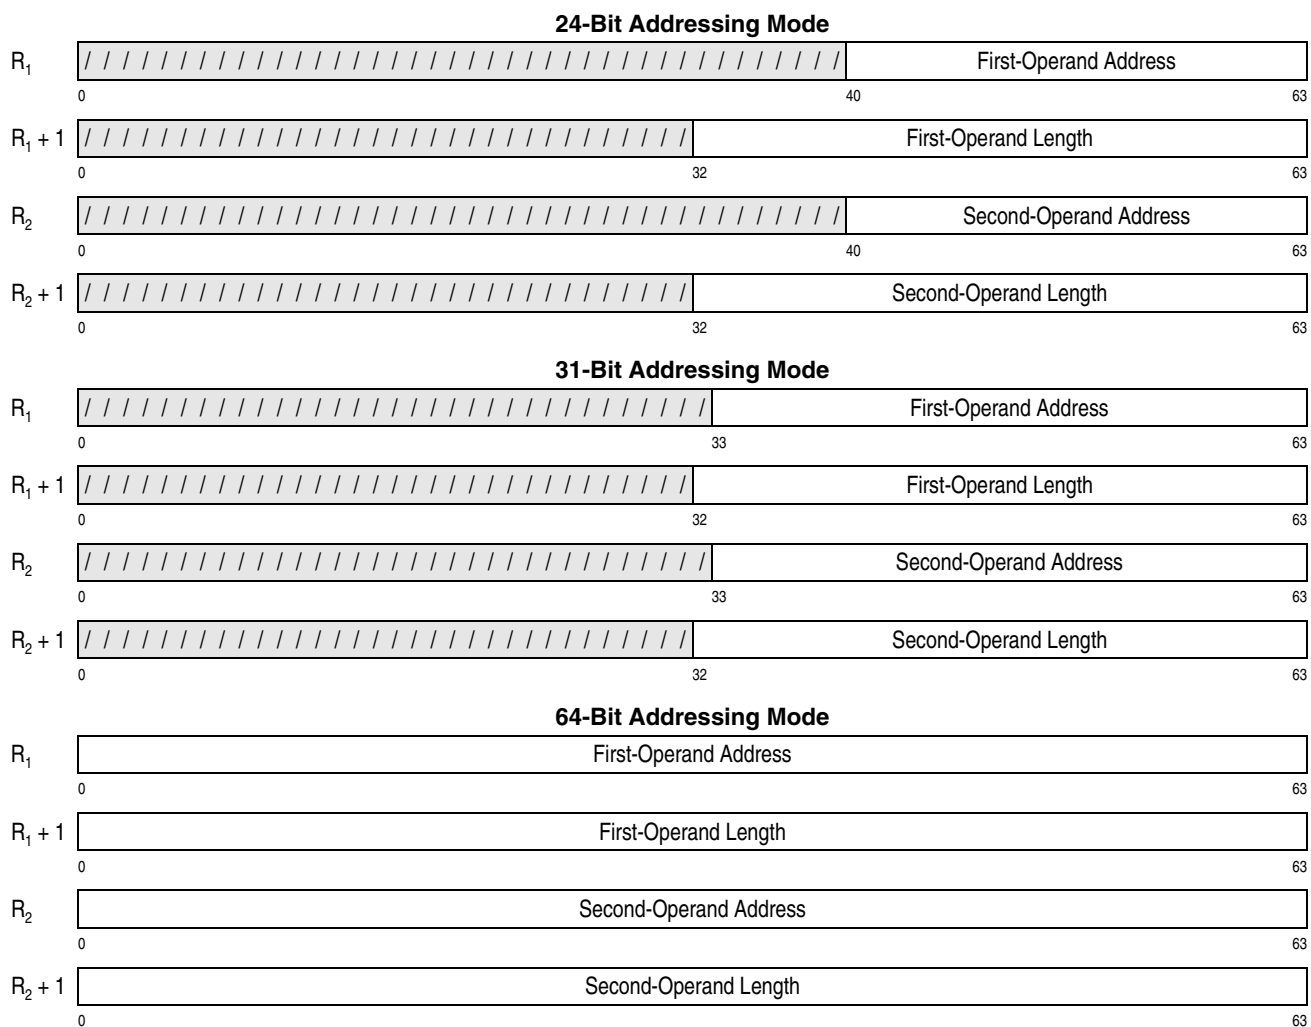 24-Bit Addressing Mode
R₁ / / / / / / / / / / / / / / / / / / / / / / / / / / / / / / / / / / / / / / / / First-Operand Address
0 40 63
R₁ + 1 / / / / / / / / / / / / / / / / / / / / / / / / / / / / / / / / First-Operand Length
0 32 63
R₂ / / / / / / / / / / / / / / / / / / / / / / / / / / / / / / / / / / / / / / / / Second-Operand Address
0 40 63
R₂ + 1 / / / / / / / / / / / / / / / / / / / / / / / / / / / / / / / / Second-Operand Length
0 32 63
31-Bit Addressing Mode
R₁ / / / / / / / / / / / / / / / / / / / / / / / / / / / / / / / / / First-Operand Address
0 33 63
R₁ + 1 / / / / / / / / / / / / / / / / / / / / / / / / / / / / / / / / First-Operand Length
0 32 63
R₂ / / / / / / / / / / / / / / / / / / / / / / / / / / / / / / / / / Second-Operand Address
0 33 63
R₂ + 1 / / / / / / / / / / / / / / / / / / / / / / / / / / / / / / / / Second-Operand Length
0 32 63
64-Bit Addressing Mode
R₁ First-Operand Address
0 63
R₁ + 1 First-Operand Length
0 63
R₂ Second-Operand Address
0 63
R₂ + 1 Second-Operand Length
0 63